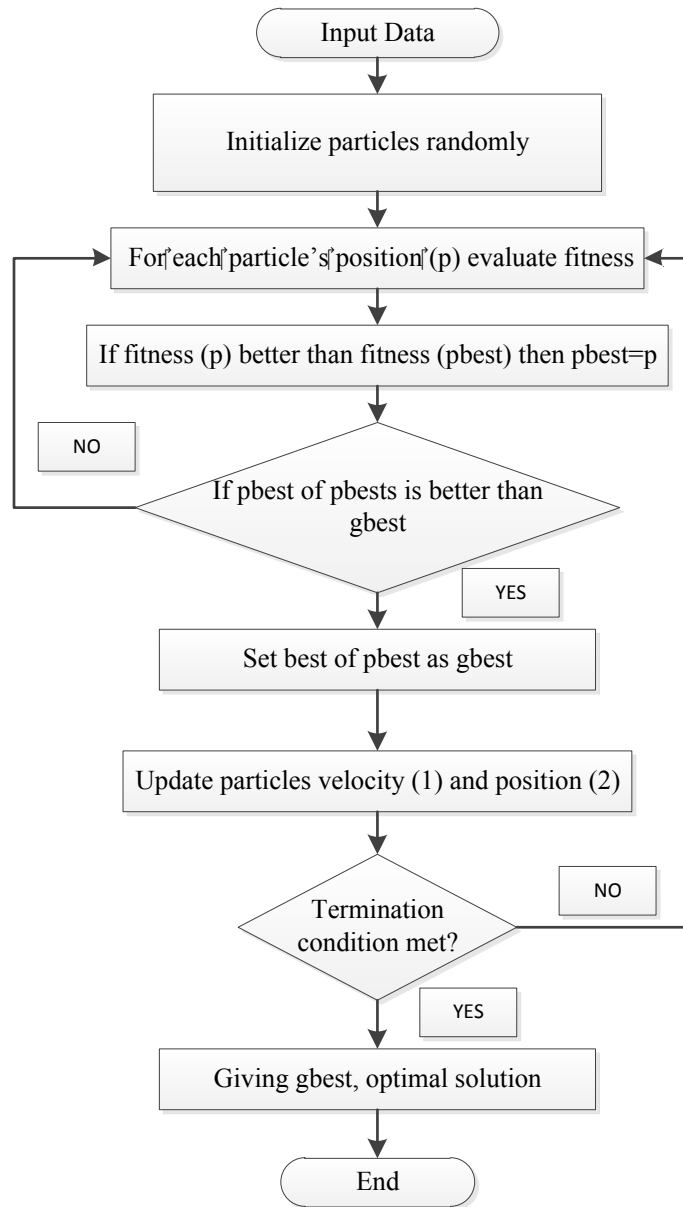 Input Data
Initialize particles randomly
For each particle's position (p) evaluate fitness
If fitness (p) better than fitness (pbest) then pbest=p
NO
If pbest of pbests is better than
gbest
YES
Set best of pbest as gbest
Update particles velocity (1) and position (2)
Termination
condition met?
NO
YES
Giving gbest, optimal solution
End